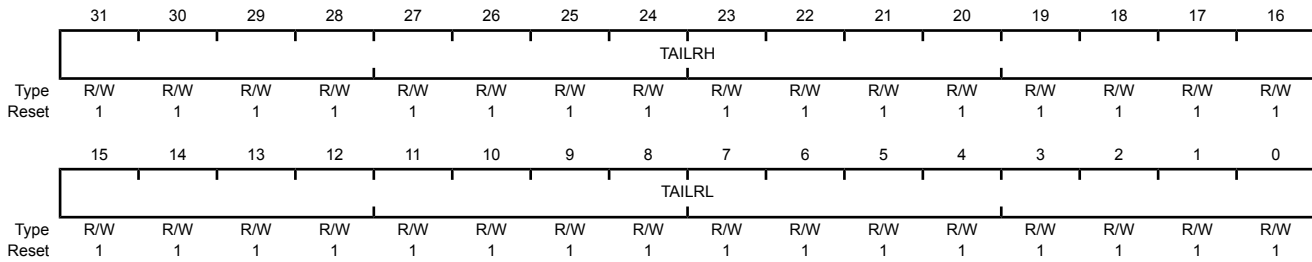 31 30 29 28 27 26 25 24 23 22 21 20 19 18 17 16
TAILRH
Type R/W R/W R/W R/W R/W R/W R/W R/W R/W R/W R/W R/W R/W R/W R/W R/W
Reset 1 1 1 1 1 1 1 1 1 1 1 1 1 1 1 1
15 14 13 12 11 10 9 8 7 6 5 4 3 2 1 0
TAILRL
Type R/W R/W R/W R/W R/W R/W R/W R/W R/W R/W R/W R/W R/W R/W R/W R/W
Reset 1 1 1 1 1 1 1 1 1 1 1 1 1 1 1 1